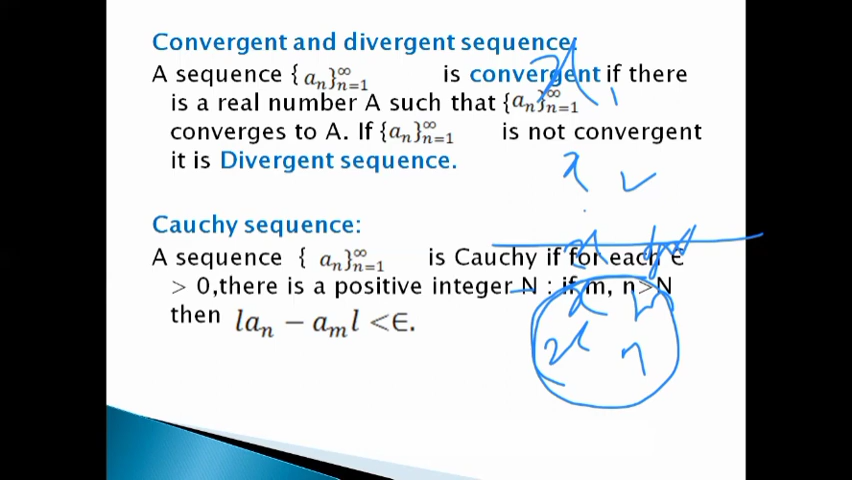 Convergent and divergent sequence:
A sequence {aₙ}ₙ₌₁^∞ is convergent if there
is a real number A such that {aₙ}ₙ₌₁^∞
converges to A. If {aₙ}ₙ₌₁^∞ is not convergent
it is Divergent sequence.
Cauchy sequence:
A sequence { aₙ}ₙ₌₁^∞ is Cauchy if for each ∈
> 0,there is a positive integer N : if m, n>N
then laₙ − aₘl <∈.